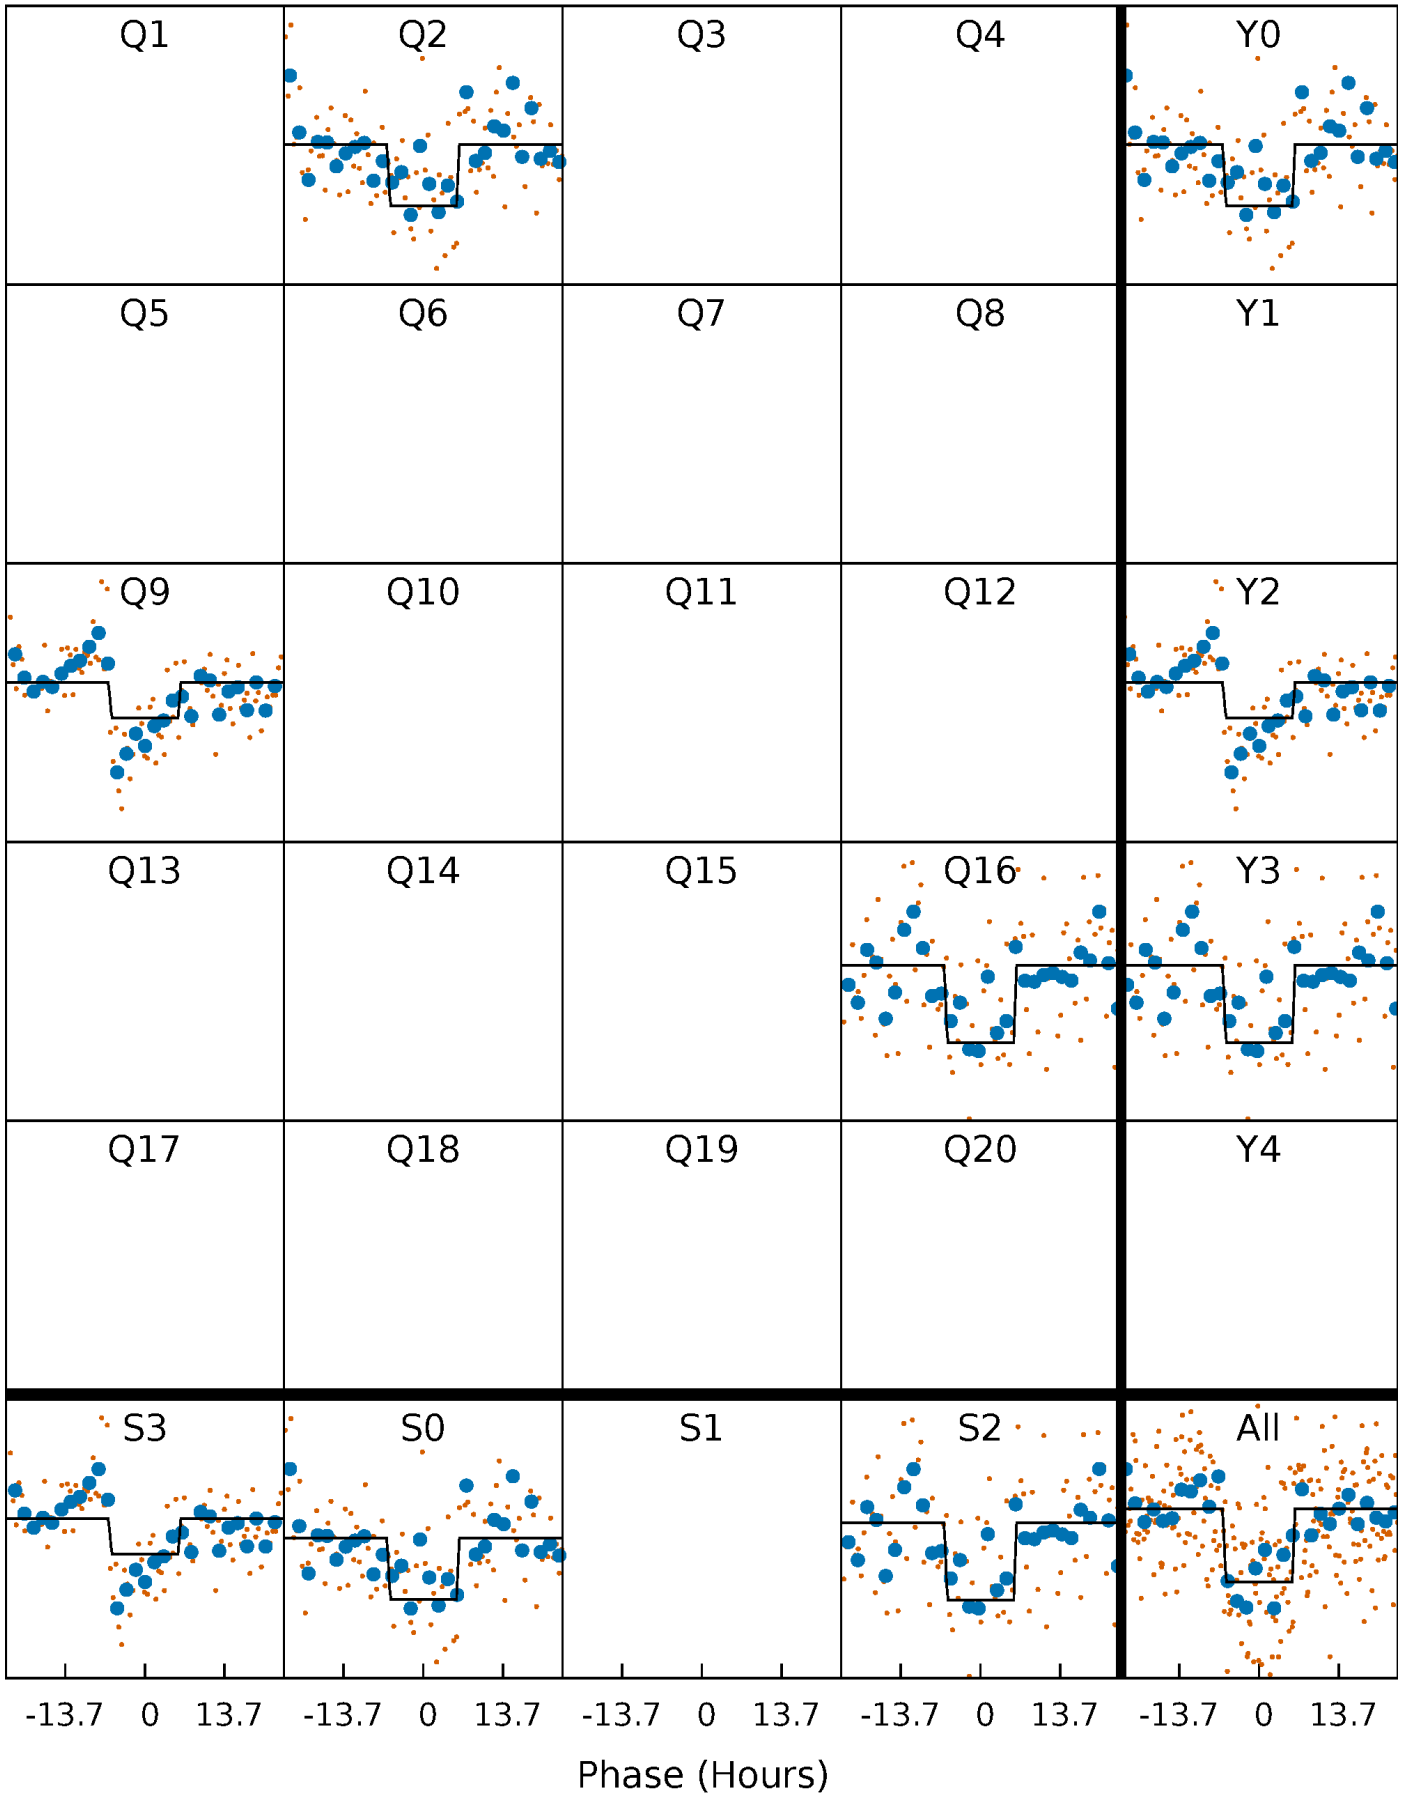 Q1 Q2 Q3 Q4 Y0
Q5 Q6 Q7 Q8 Y1
Q9 Q10 Q11 Q12 Y2
Q13 Q14 Q15 Q16 Y3
Q17 Q18 Q19 Q20 Y4
S3 S0 S1 S2 All
-13.7 0 13.7 -13.7 0 13.7 -13.7 0 13.7 -13.7 0 13.7 -13.7 0 13.7
Phase (Hours)